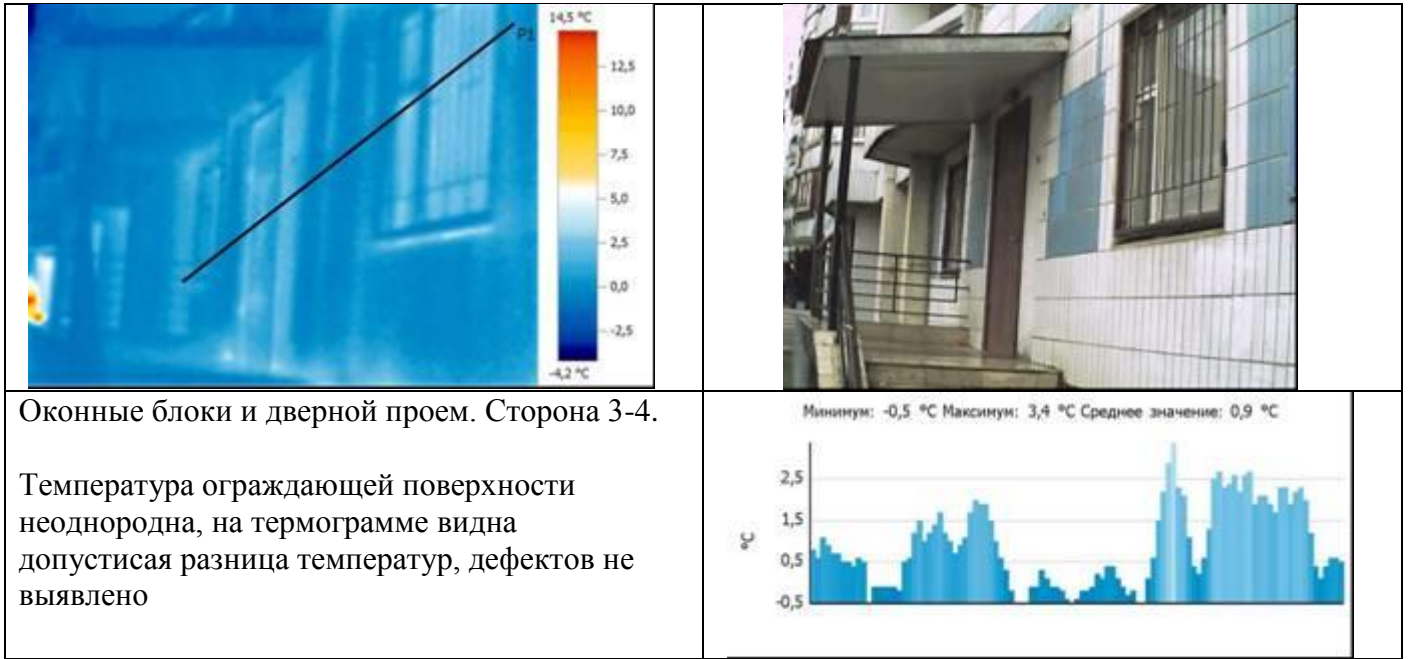 14,5 °C
P1
12,5
10,0
7,5
5,0
2,5
0,0
-2,5
-4,2 °C
Оконные блоки и дверной проем. Сторона 3-4.
Температура ограждающей поверхности
неоднородна, на термограмме видна
допустисая разница температур, дефектов не
выявлено
Минимум: -0,5 °C Максимум: 3,4 °C Среднее значение: 0,9 °C
°C
2,5
1,5
0,5
-0,5